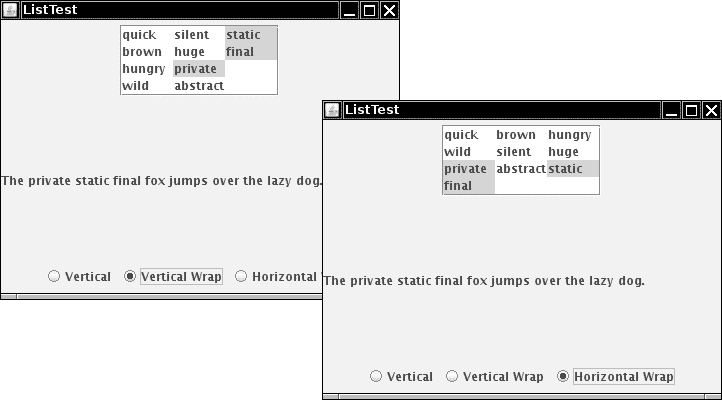 ListTest
quick silent static
brown huge final
hungry private
wild abstract
The private static final fox jumps over the lazy dog.
Vertical Vertical Wrap Horizontal
ListTest
quick brown hungry
wild silent huge
private abstract static
final
The private static final fox jumps over the lazy dog.
Vertical Vertical Wrap Horizontal Wrap